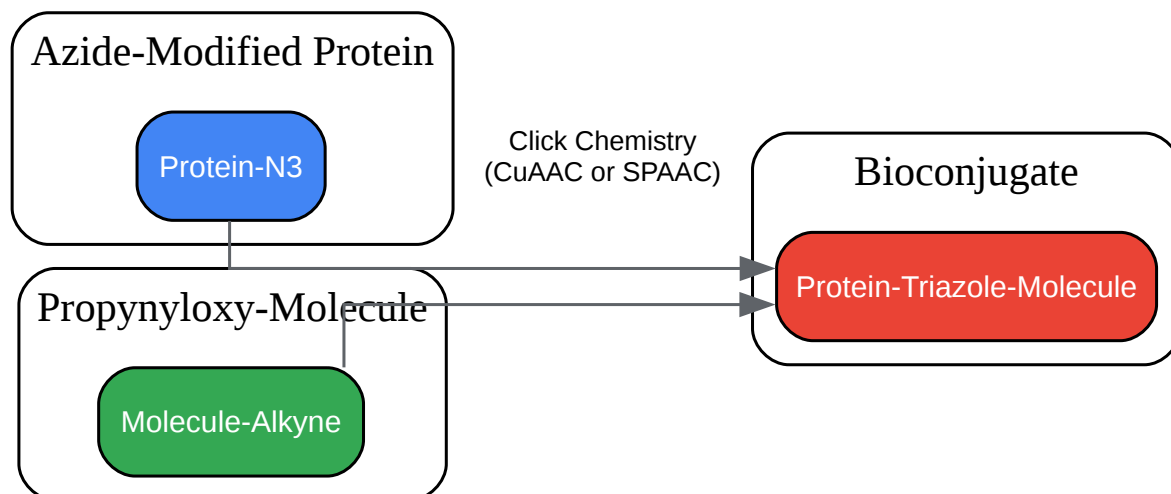 Azide-Modified Protein
Protein-N3
Click Chemistry
(CuAAC or SPAAC)
Bioconjugate
Protein-Triazole-Molecule
Propynyloxy-Molecule
Molecule-Alkyne